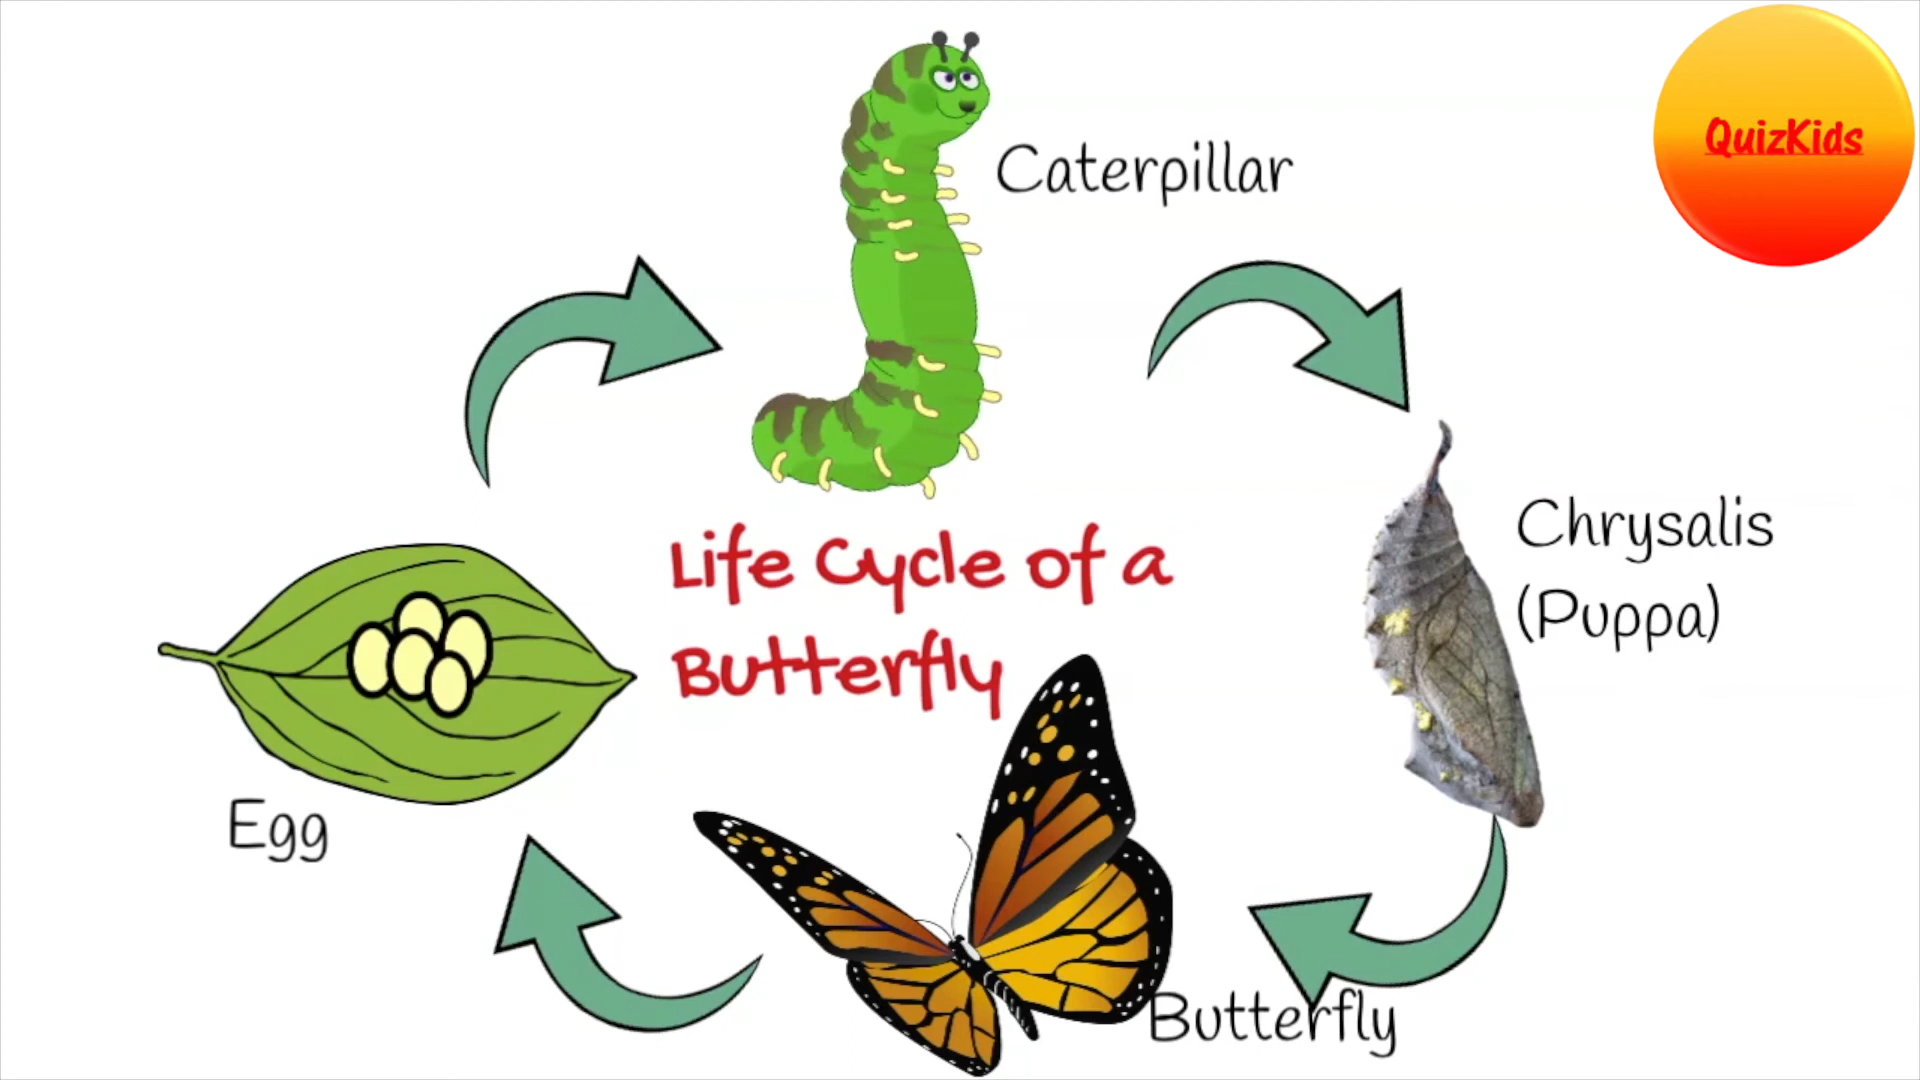 QuizKids
Caterpillar
Chrysalis
(Puppa)
Life Cycle of a
Butterfly
Egg
Butterfly